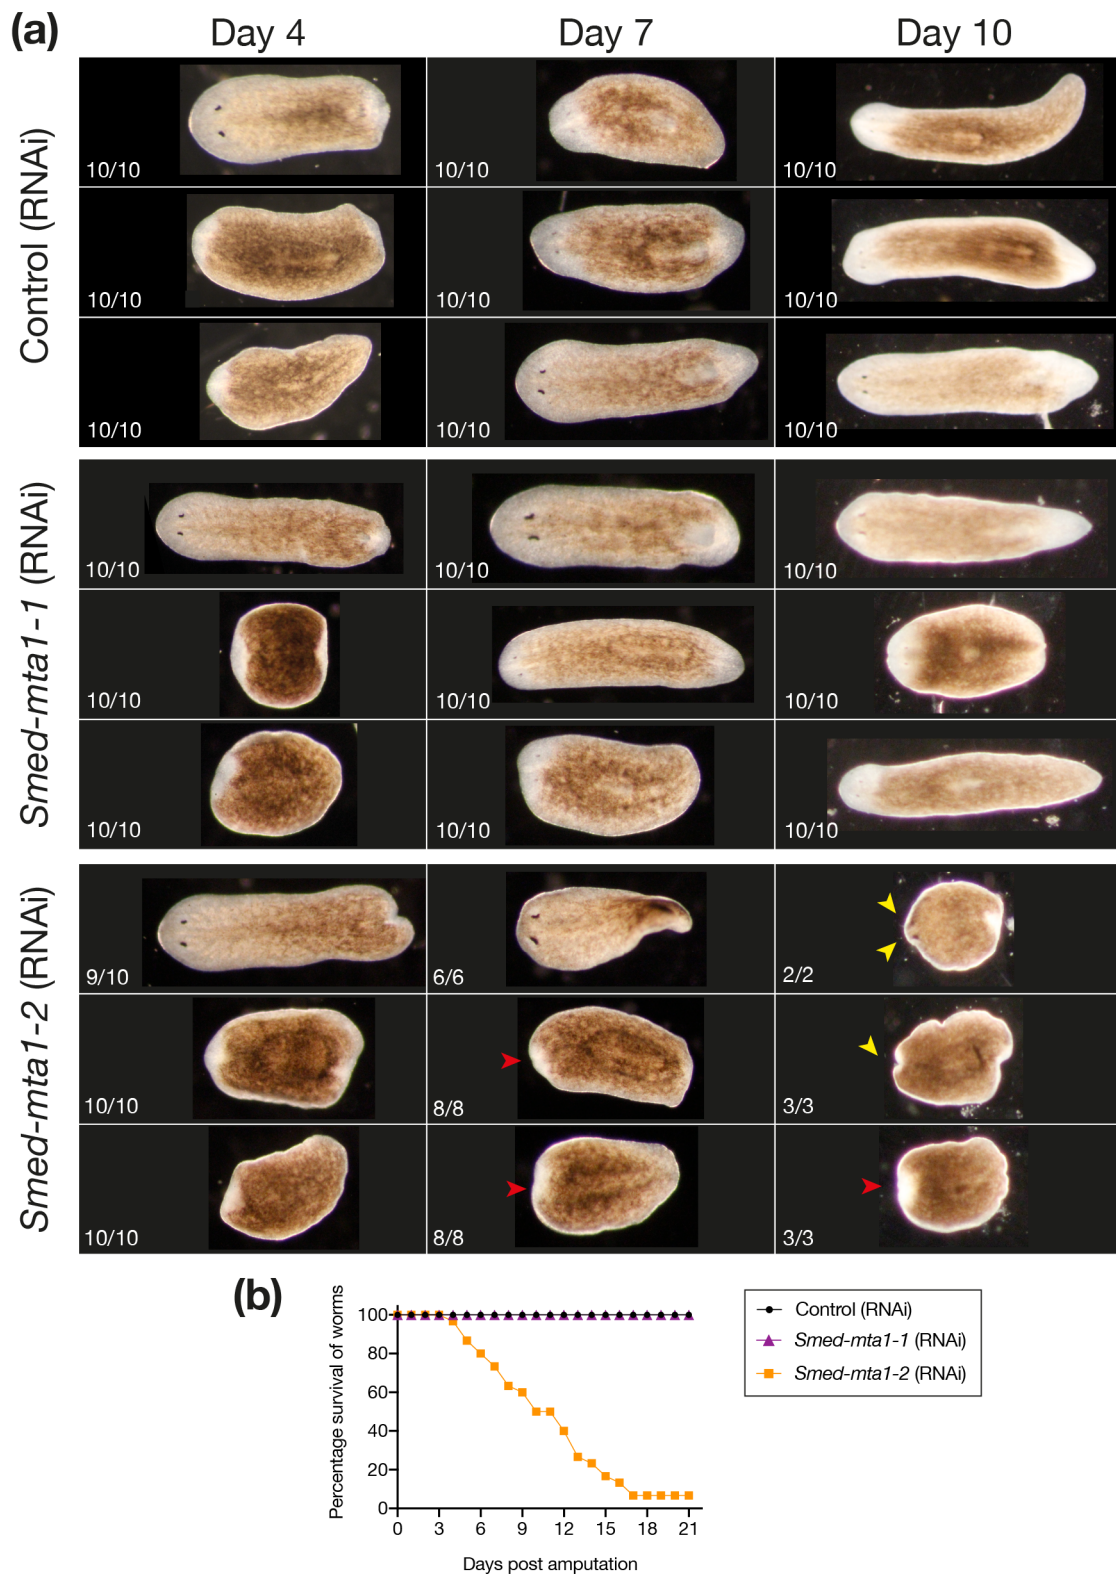 (a)
Day 4 Day 7 Day 10
Control (RNAi)
10/10 10/10 10/10
10/10 10/10 10/10
10/10 10/10 10/10
Smed-mta1-1 (RNAi)
10/10 10/10 10/10
10/10 10/10 10/10
10/10 10/10 10/10
Smed-mta1-2 (RNAi)
9/10 6/6 2/2
10/10 8/8 3/3
10/10 8/8 3/3
(b)
Percentage survival of worms
100
80
60
40
20
0
0 3 6 9 12 15 18 21
Days post amputation
Control (RNAi)
Smed-mta1-1 (RNAi)
Smed-mta1-2 (RNAi)